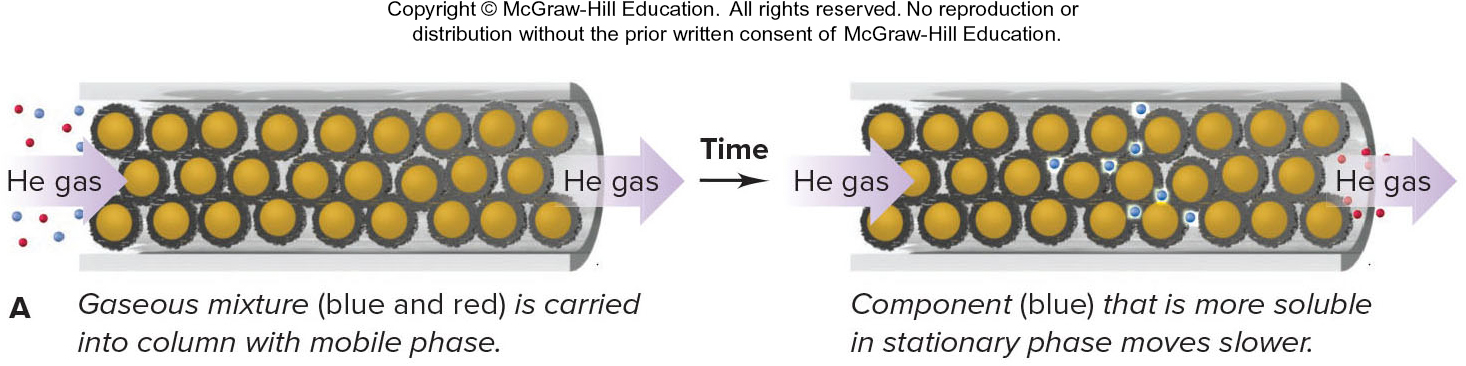 Copyright © McGraw-Hill Education. All rights reserved. No reproduction or
distribution without the prior written consent of McGraw-Hill Education.
Time
He gas
He gas
He gas
He gas
A
Gaseous mixture (blue and red) is carried
into column with mobile phase.
Component (blue) that is more soluble
in stationary phase moves slower.